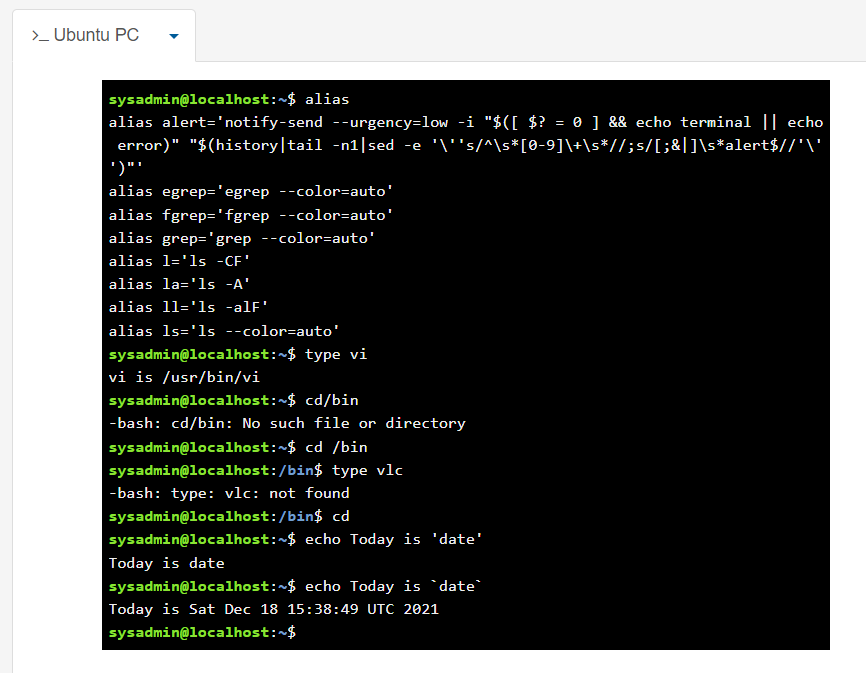 >_ Ubuntu PC
sysadmin@localhost:~$ alias
alias alert='notify-send --urgency=low -i "$([ $? = 0 ] && echo terminal || echo
 error)" "$(history|tail -n1|sed -e '\''s/^\s*[0-9]\+\s*//;s/[;&|]\s*alert$//'\'
')"'
alias egrep='egrep --color=auto'
alias fgrep='fgrep --color=auto'
alias grep='grep --color=auto'
alias l='ls -CF'
alias la='ls -A'
alias ll='ls -alF'
alias ls='ls --color=auto'
sysadmin@localhost:~$ type vi
vi is /usr/bin/vi
sysadmin@localhost:~$ cd/bin
-bash: cd/bin: No such file or directory
sysadmin@localhost:~$ cd /bin
sysadmin@localhost:/bin$ type vlc
-bash: type: vlc: not found
sysadmin@localhost:/bin$ cd
sysadmin@localhost:~$ echo Today is 'date'
Today is date
sysadmin@localhost:~$ echo Today is `date`
Today is Sat Dec 18 15:38:49 UTC 2021
sysadmin@localhost:~$